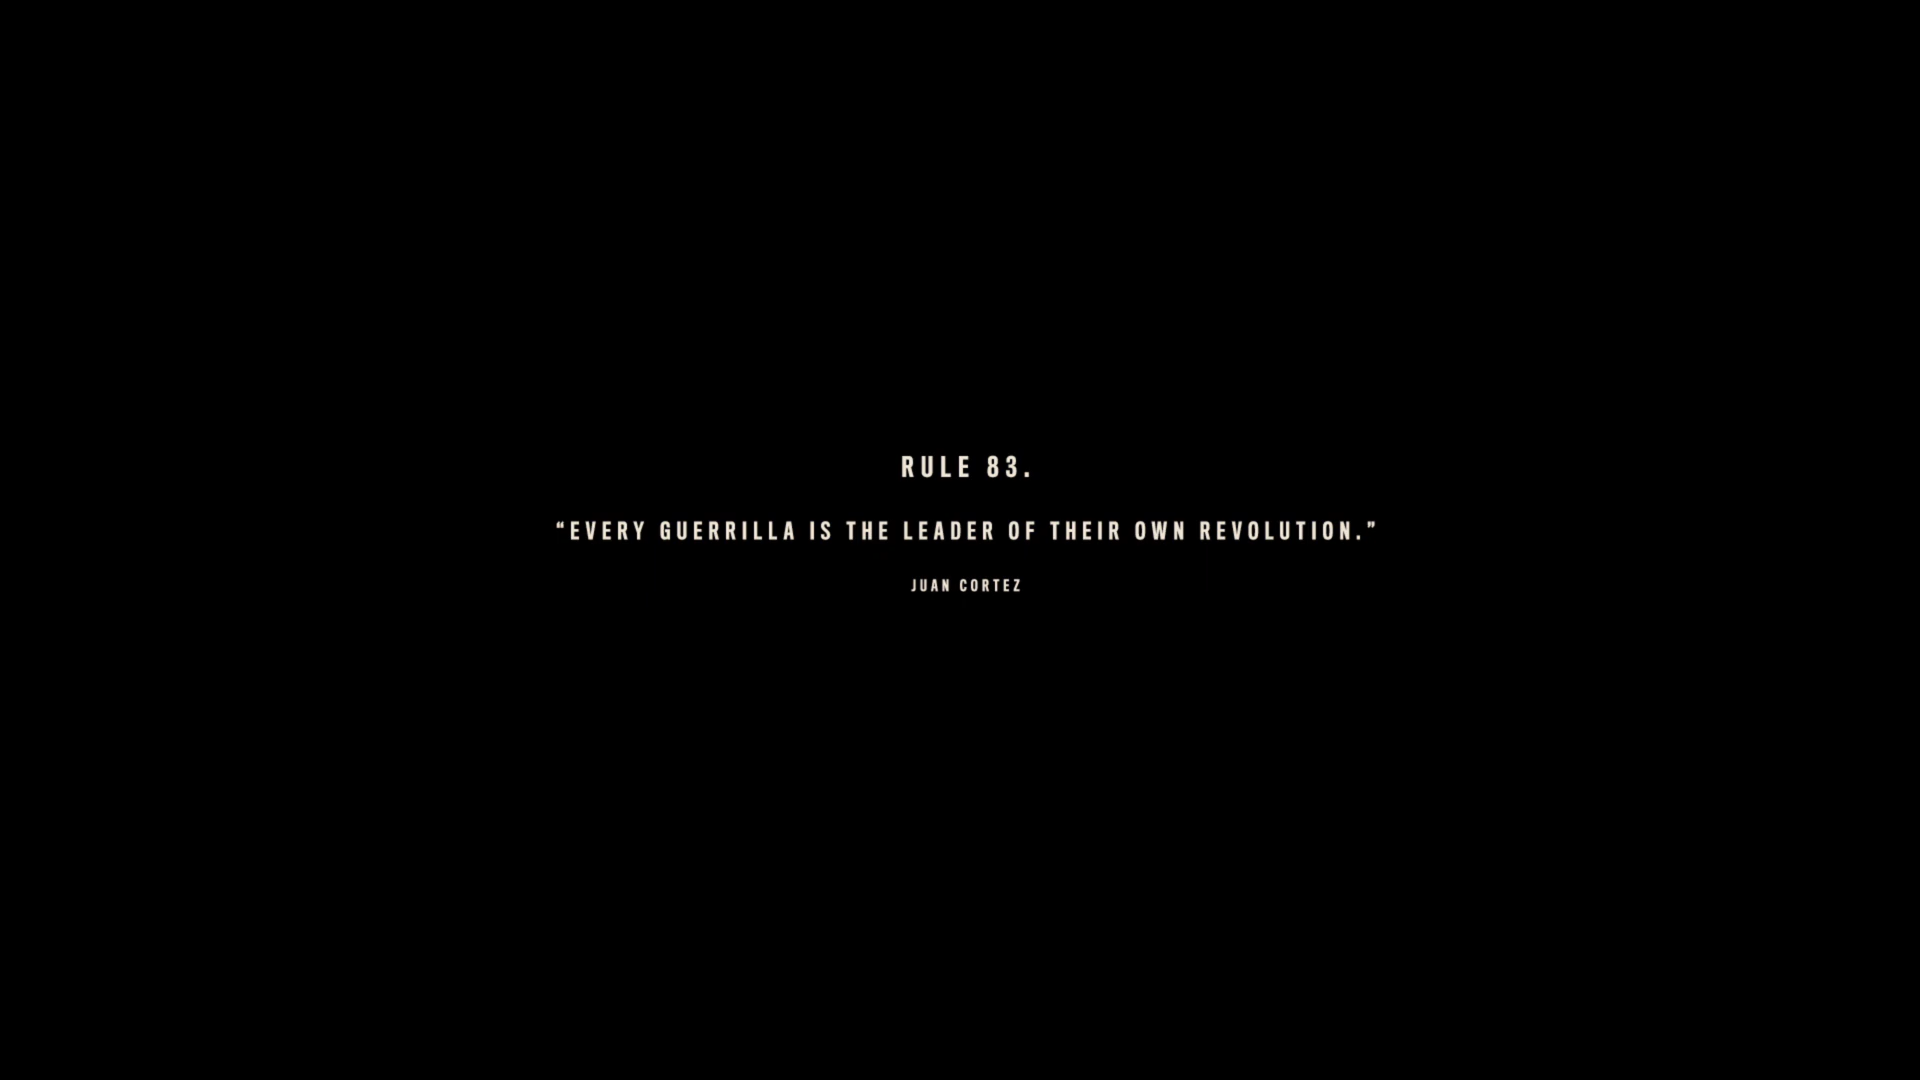 RULE 83.
“EVERY GUERRILLA IS THE LEADER OF THEIR OWN REVOLUTION.”
JUAN CORTEZ